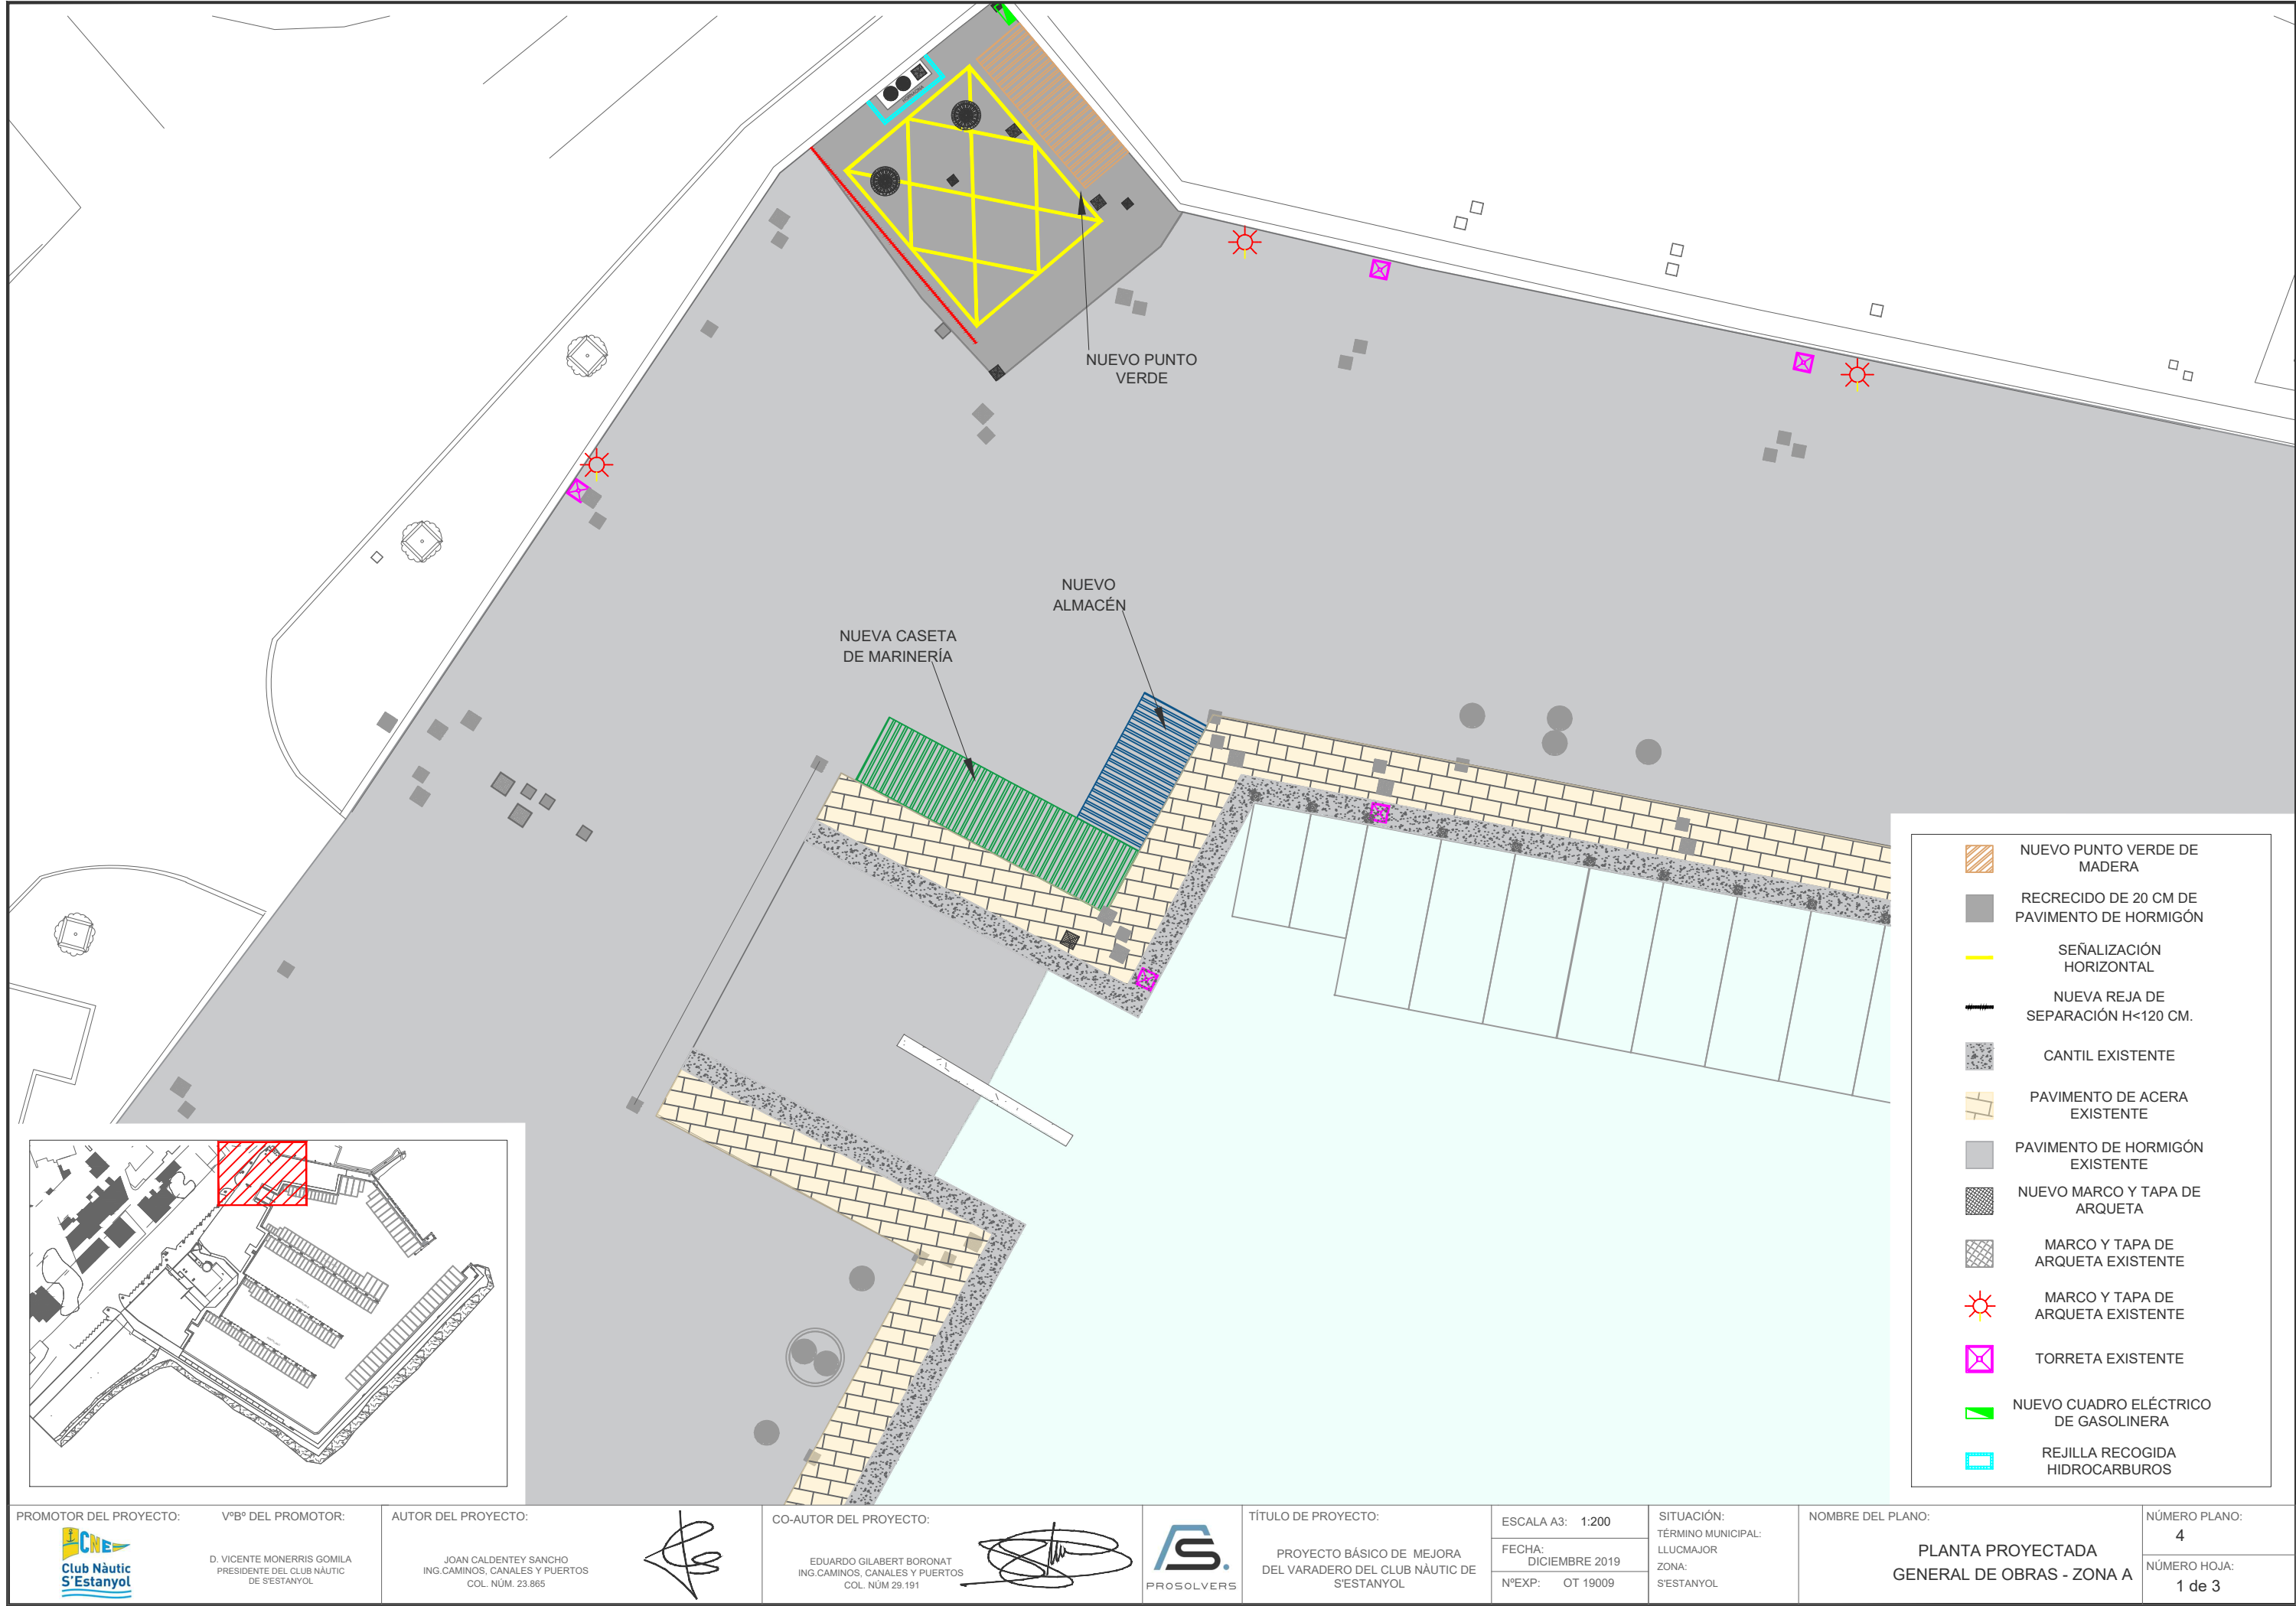 NUEVO PUNTO
VERDE
NUEVO
ALMACÉN
NUEVA CASETA
DE MARINERÍA
NUEVO PUNTO VERDE DE
MADERA
RECRECIDO DE 20 CM DE
PAVIMENTO DE HORMIGÓN
SEÑALIZACIÓN
HORIZONTAL
NUEVA REJA DE
SEPARACIÓN H<120 CM.
CANTIL EXISTENTE
PAVIMENTO DE ACERA
EXISTENTE
PAVIMENTO DE HORMIGÓN
EXISTENTE
NUEVO MARCO Y TAPA DE
ARQUETA
MARCO Y TAPA DE
ARQUETA EXISTENTE
MARCO Y TAPA DE
ARQUETA EXISTENTE
TORRETA EXISTENTE
NUEVO CUADRO ELÉCTRICO
DE GASOLINERA
REJILLA RECOGIDA
HIDROCARBUROS
PROMOTOR DEL PROYECTO:
CNE
Club Nàutic
S'Estanyol
VºBº DEL PROMOTOR:
D. VICENTE MONERRIS GOMILA
PRESIDENTE DEL CLUB NÀUTIC
DE S'ESTANYOL
AUTOR DEL PROYECTO:
JOAN CALDENTEY SANCHO
ING.CAMINOS, CANALES Y PUERTOS
COL. NÚM. 23.865
CO-AUTOR DEL PROYECTO:
EDUARDO GILABERT BORONAT
ING.CAMINOS, CANALES Y PUERTOS
COL. NÚM 29.191
PROSOLVERS
TÍTULO DE PROYECTO:
PROYECTO BÁSICO DE MEJORA
DEL VARADERO DEL CLUB NÀUTIC DE
S'ESTANYOL
ESCALA A3: 1:200
FECHA:
DICIEMBRE 2019
NºEXP: OT 19009
SITUACIÓN:
TÉRMINO MUNICIPAL:
LLUCMAJOR
ZONA:
S'ESTANYOL
NOMBRE DEL PLANO:
PLANTA PROYECTADA
GENERAL DE OBRAS - ZONA A
NÚMERO PLANO:
4
NÚMERO HOJA:
1 de 3